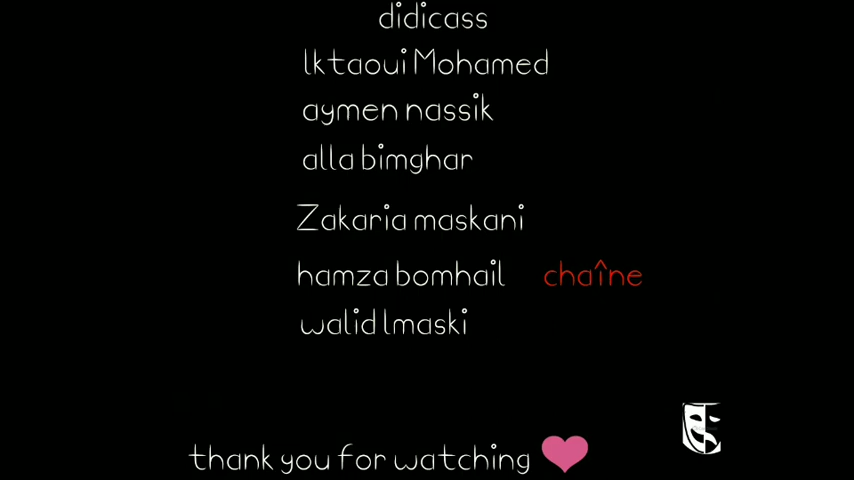 didicass
lktaoui Mohamed
aymen nassik
alla bimghar
Zakaria maskani
hamza bomhail chaîne
walid lmaski
thank you for watching